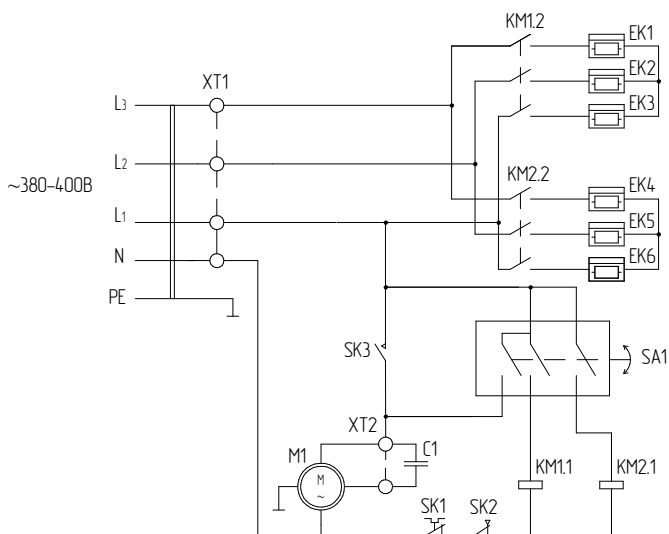 KM1.2
EK1
EK2
EK3
XT1
L3
L2
~380-400В
KM2.2
EK4
EK5
EK6
L1
N
PE
SK3
SA1
XT2
C1
M1
M
~
KM1.1
KM2.1
SK1
SK2